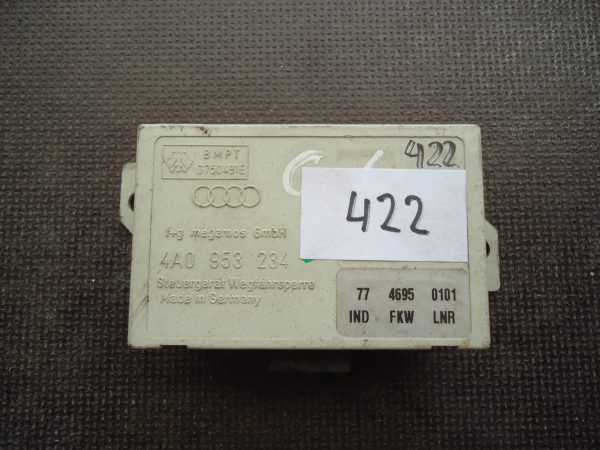 BMPT
G750491E
422
422
f+g megamos GmbH
4A0 953 234
Steuergerät Wegfahrsperre
Made in Germany
77 4695 0101
IND FKW LNR